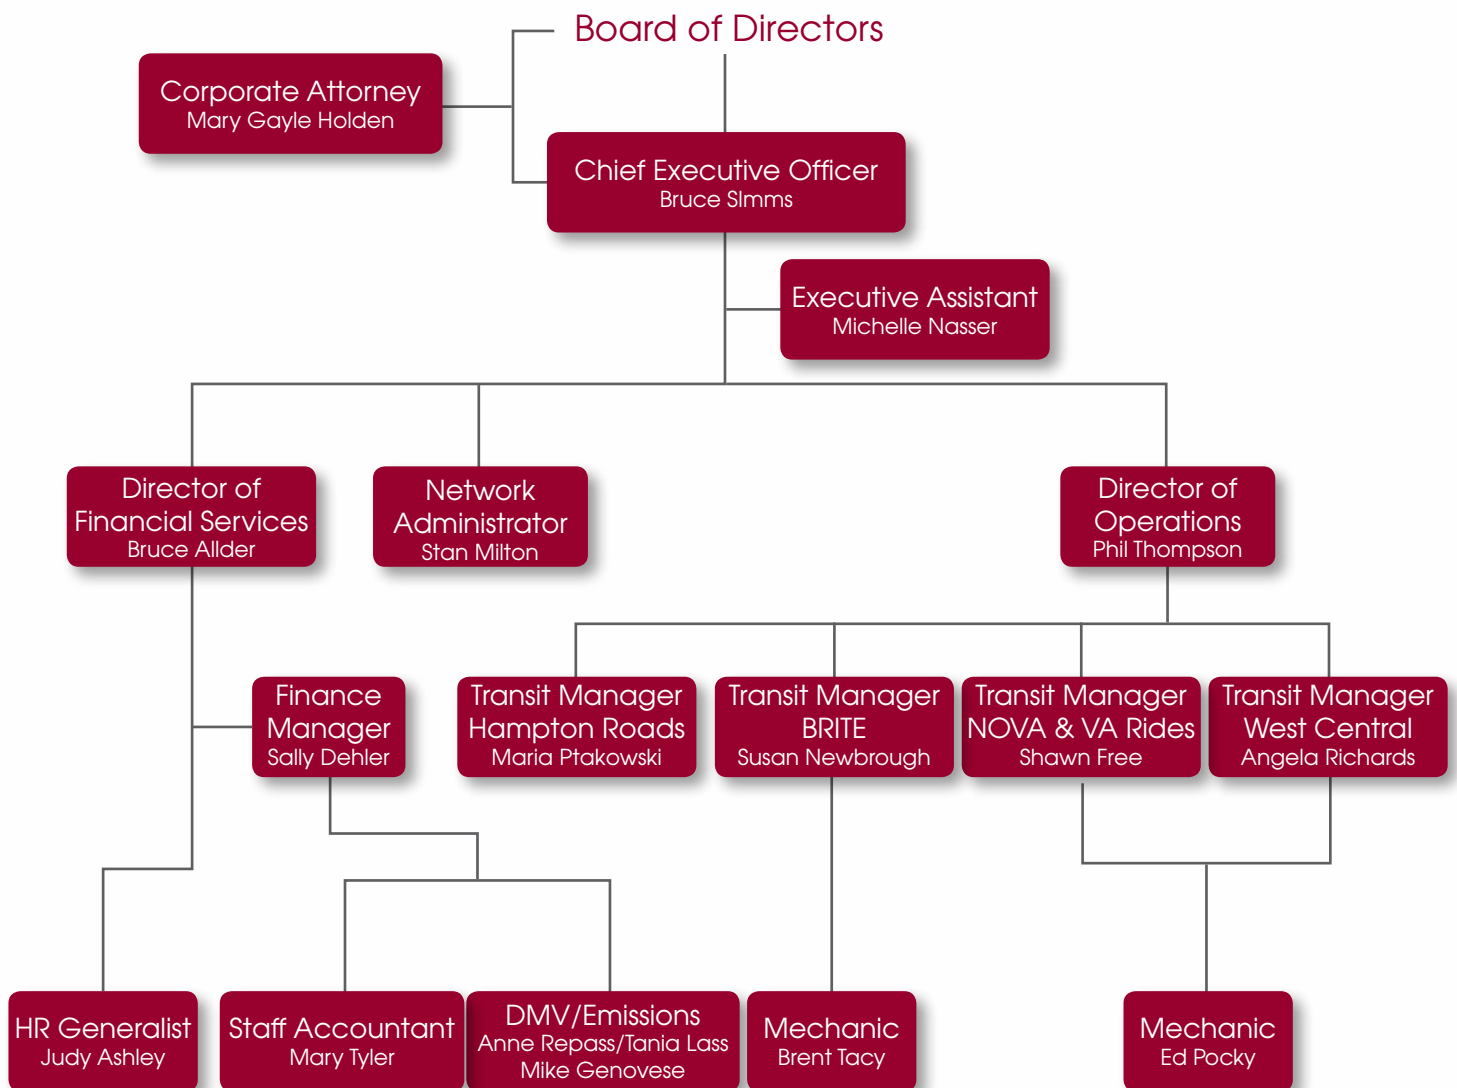 Board of Directors
Corporate Attorney
Mary Gayle Holden
Chief Executive Officer
Bruce SImms
Executive Assistant
Michelle Nasser
Director of
Financial Services
Bruce Allder
Network
Administrator
Stan Milton
Director of
Operations
Phil Thompson
Finance
Manager
Sally Dehler
Transit Manager
Hampton Roads
Maria Ptakowski
Transit Manager
BRITE
Susan Newbrough
Transit Manager
NOVA & VA Rides
Shawn Free
Transit Manager
West Central
Angela Richards
HR Generalist
Judy Ashley
Staff Accountant
Mary Tyler
DMV/Emissions
Anne Repass/Tania Lass
Mike Genovese
Mechanic
Brent Tacy
Mechanic
Ed Pocky